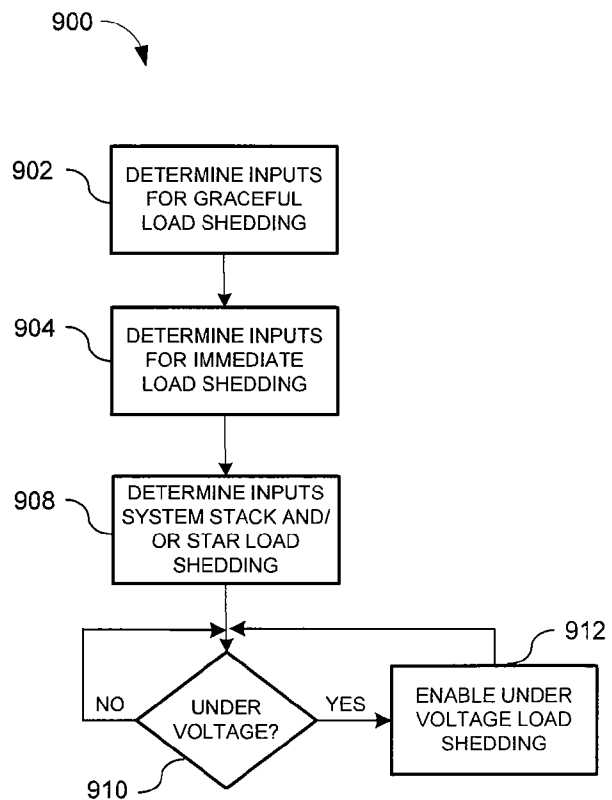 900
902
DETERMINE INPUTS
FOR GRACEFUL
LOAD SHEDDING
904
DETERMINE INPUTS
FOR IMMEDIATE
LOAD SHEDDING
908
DETERMINE INPUTS
SYSTEM STACK AND/
OR STAR LOAD
SHEDDING
912
NO
UNDER
VOLTAGE?
YES
ENABLE UNDER
VOLTAGE LOAD
SHEDDING
910